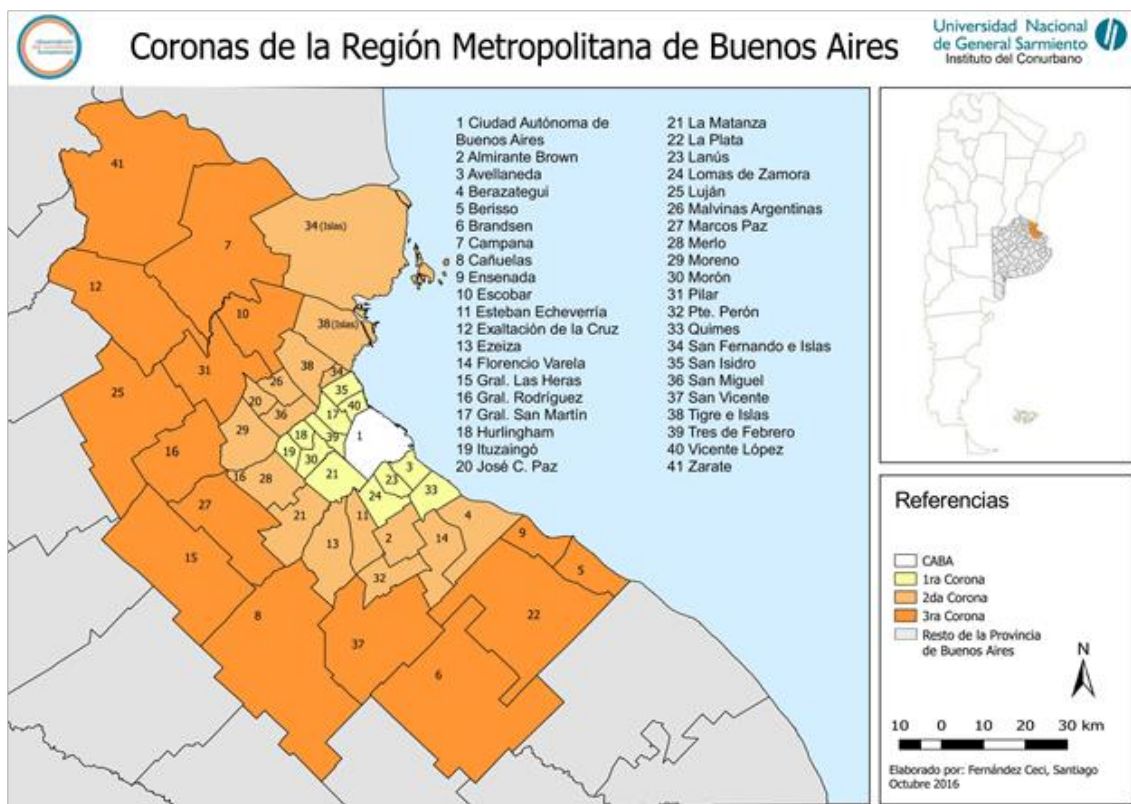 Coronas de la Región Metropolitana de Buenos Aires
Universidad Nacional
de General Sarmiento
Instituto del Conurbano
1 Ciudad Autónoma de
Buenos Aires
2 Almirante Brown
3 Avellaneda
4 Berazategui
5 Berisso
6 Brandsen
7 Campana
8 Cañuelas
9 Ensenada
10 Escobar
11 Esteban Echeverría
12 Exaltación de la Cruz
13 Ezeiza
14 Florencio Varela
15 Gral. Las Heras
16 Gral. Rodríguez
17 Gral. San Martín
18 Hurlingham
19 Ituzaingó
20 José C. Paz
21 La Matanza
22 La Plata
23 Lanús
24 Lomas de Zamora
25 Luján
26 Malvinas Argentinas
27 Marcos Paz
28 Merlo
29 Moreno
30 Morón
31 Pilar
32 Pte. Perón
33 Quimes
34 San Fernando e Islas
35 San Isidro
36 San Miguel
37 San Vicente
38 Tigre e Islas
39 Tres de Febrero
40 Vicente López
41 Zarate
41
7
34 (Islas)
12
10
38 (Islas)
31
38
34
26
35
25
20
36
17
40
29
18
39
1
16
19
30
21
3
23
16
28
24
33
27
21
11
4
13
2
14
9
15
32
5
8
22
37
6
Referencias
CABA
1ra Corona
2da Corona
3ra Corona
Resto de la Provincia
de Buenos Aires
N
10 0 10 20 30 km
Elaborado por: Fernández Ceci, Santiago
Octubre 2016